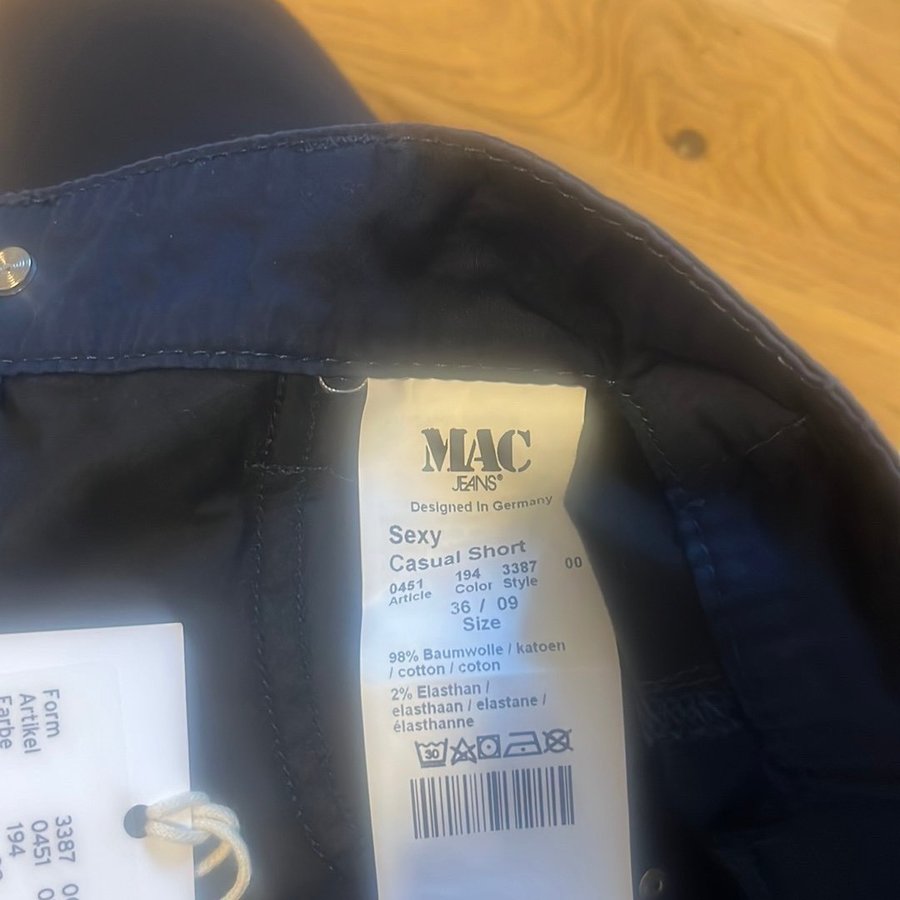 MAC
JEANS®
Designed In Germany
Sexy
Casual Short
0451 194 3387 00
Article Color Style
36 / 09
Size
98% Baumwolle / katoen
/ cotton / coton
2% Elasthan /
elasthaan / elastane /
élasthanne
30
Form 3387
Artikel 0451
Farbe 194